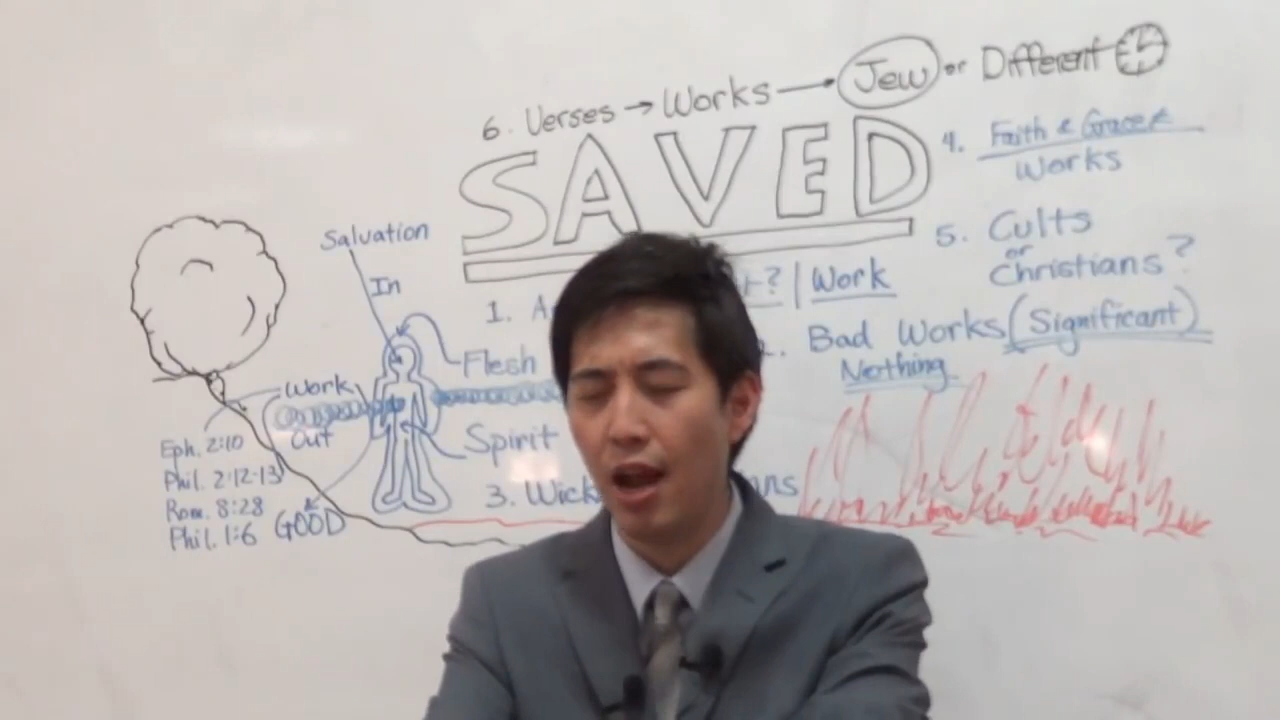 6. Verses → Works → Jew or Different
SAVED
4. Faith & Grace ≠
Works
5. Cults
or
Christians?
1. A
t? | Work
Bad Works (Significant)
Nothing
Salvation
In
Flesh
Work
Out
Spirit
3. Wick
ans
Eph. 2:10
Phil. 2:12-13
Rom. 8:28
Phil. 1:6
GOOD